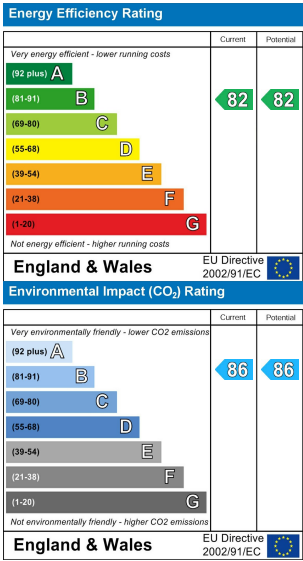 Energy Efficiency Rating
Current Potential
Very energy efficient - lower running costs
(92 plus) A
(81-91) B
82 82
(69-80) C
(55-68) D
(39-54) E
(21-38) F
(1-20) G
Not energy efficient - higher running costs
England & Wales
EU Directive
2002/91/EC
Environmental Impact (CO₂) Rating
Current Potential
Very environmentally friendly - lower CO2 emissions
(92 plus) A
(81-91) B
86 86
(69-80) C
(55-68) D
(39-54) E
(21-38) F
(1-20) G
Not environmentally friendly - higher CO2 emissions
England & Wales
EU Directive
2002/91/EC